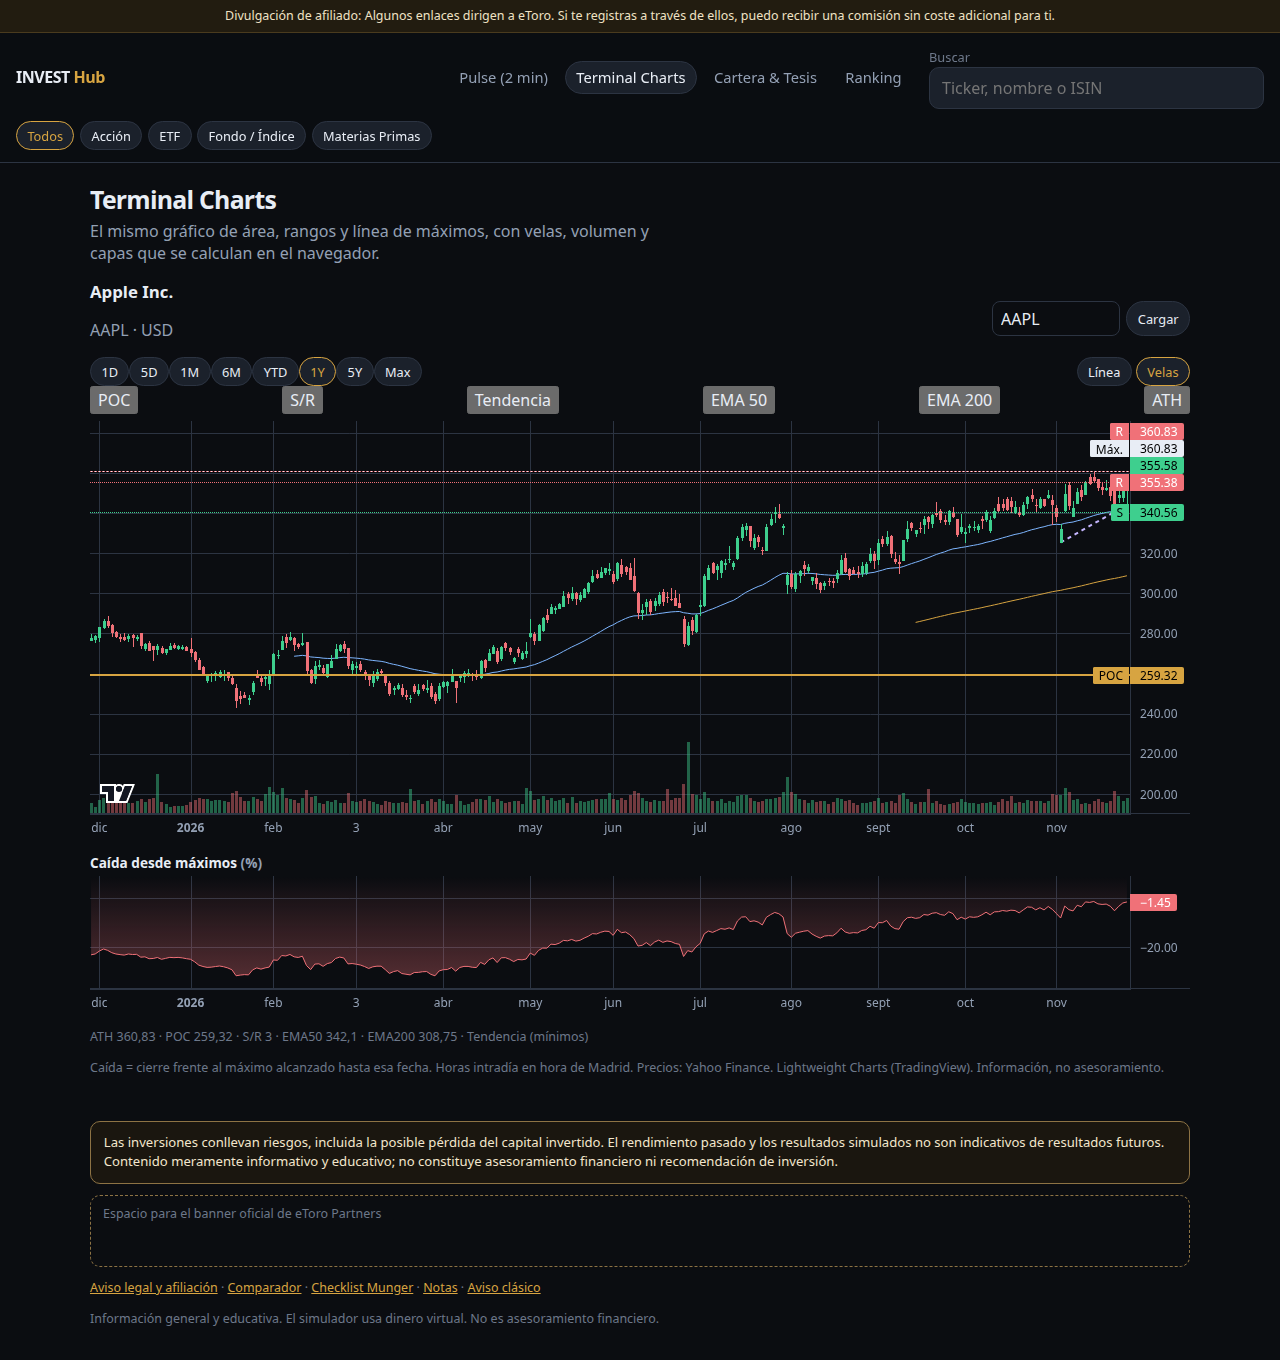 Divulgación de afiliado: Algunos enlaces dirigen a eToro. Si te registras a través de ellos, puedo recibir una comisión sin coste adicional para ti.
INVEST Hub
Pulse (2 min)
Terminal Charts
Cartera & Tesis
Ranking
Buscar
Ticker, nombre o ISIN
Todos
Acción
ETF
Fondo / Índice
Materias Primas
Terminal Charts
El mismo gráfico de área, rangos y línea de máximos, con velas, volumen y
capas que se calculan en el navegador.
Apple Inc.
AAPL · USD
AAPL
Cargar
1D
5D
1M
6M
YTD
1Y
5Y
Max
Línea
Velas
POC
S/R
Tendencia
EMA 50
EMA 200
ATH
R 360.83
Máx. 360.83
355.58
R 355.38
S 340.56
320.00
300.00
280.00
POC 259.32
240.00
220.00
200.00
dic
2026
feb
3
abr
may
jun
jul
ago
sept
oct
nov
Caída desde máximos (%)
−1.45
−20.00
dic
2026
feb
3
abr
may
jun
jul
ago
sept
oct
nov
ATH 360,83 · POC 259,32 · S/R 3 · EMA50 342,1 · EMA200 308,75 · Tendencia (mínimos)
Caída = cierre frente al máximo alcanzado hasta esa fecha. Horas intradía en hora de Madrid. Precios: Yahoo Finance. Lightweight Charts (TradingView). Información, no asesoramiento.
Las inversiones conllevan riesgos, incluida la posible pérdida del capital invertido. El rendimiento pasado y los resultados simulados no son indicativos de resultados futuros.
Contenido meramente informativo y educativo; no constituye asesoramiento financiero ni recomendación de inversión.
Espacio para el banner oficial de eToro Partners
Aviso legal y afiliación · Comparador · Checklist Munger · Notas · Aviso clásico
Información general y educativa. El simulador usa dinero virtual. No es asesoramiento financiero.